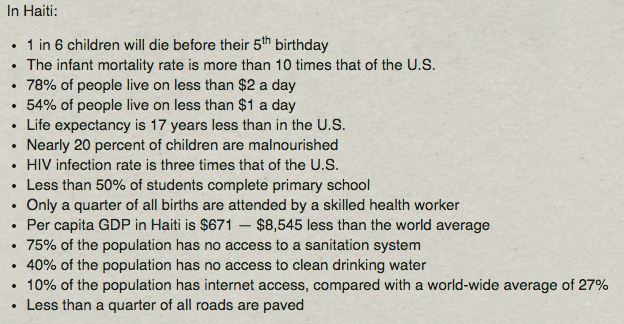 In Haiti:
• 1 in 6 children will die before their 5th birthday
• The infant mortality rate is more than 10 times that of the U.S.
• 78% of people live on less than $2 a day
• 54% of people live on less than $1 a day
• Life expectancy is 17 years less than in the U.S.
• Nearly 20 percent of children are malnourished
• HIV infection rate is three times that of the U.S.
• Less than 50% of students complete primary school
• Only a quarter of all births are attended by a skilled health worker
• Per capita GDP in Haiti is $671 — $8,545 less than the world average
• 75% of the population has no access to a sanitation system
• 40% of the population has no access to clean drinking water
• 10% of the population has internet access, compared with a world-wide average of 27%
• Less than a quarter of all roads are paved